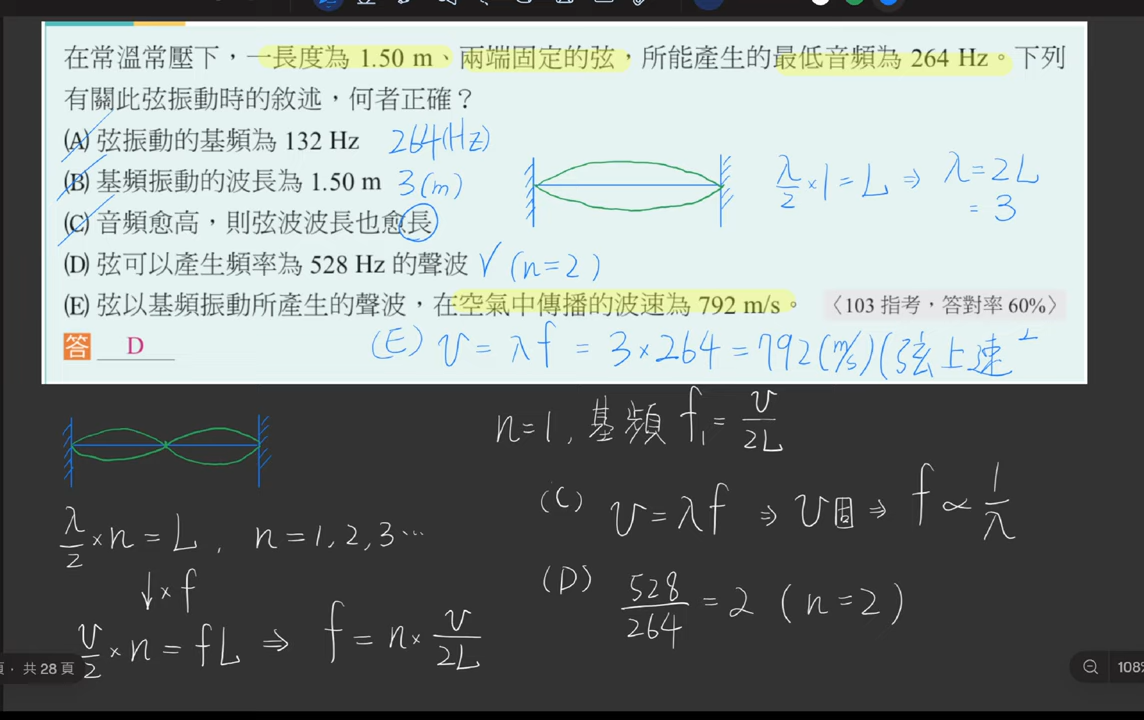 在常溫常壓下，一長度為 1.50 m、兩端固定的弦，所能產生的最低音頻為 264 Hz。下列
有關此弦振動時的敘述，何者正確？
(A) 弦振動的基頻為 132 Hz 264(Hz)
(B) 基頻振動的波長為 1.50 m 3(m)
λ/2 × 1 = L ⇒ λ = 2L
= 3
(C) 音頻愈高，則弦波波長也愈長
(D) 弦可以產生頻率為 528 Hz 的聲波 ✓ (n=2)
(E) 弦以基頻振動所產生的聲波，在空氣中傳播的波速為 792 m/s。 〈103 指考，答對率 60%〉
答 D
(E) v = λf = 3×264 = 792(m/s)(弦上速
n=1, 基頻 f₁ = v/2L
(C) v = λf ⇒ v固 ⇒ f ∝ 1/λ
λ/2 × n = L, n = 1, 2, 3…
↓× f
(D) 528/264 = 2 (n=2)
v/2 × n = fL ⇒ f = n × v/2L
頁 · 共 28 頁
108%